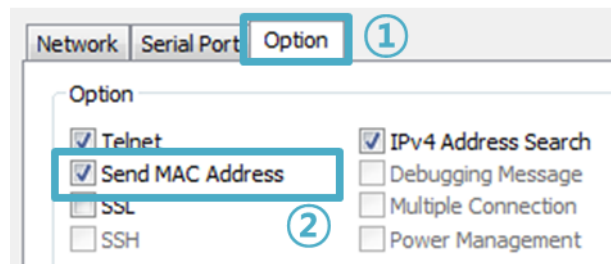 Network Serial Port Option ①
Option
Telnet IPv4 Address Search
Send MAC Address Debugging Message
SSL Multiple Connection
②
SSH Power Management